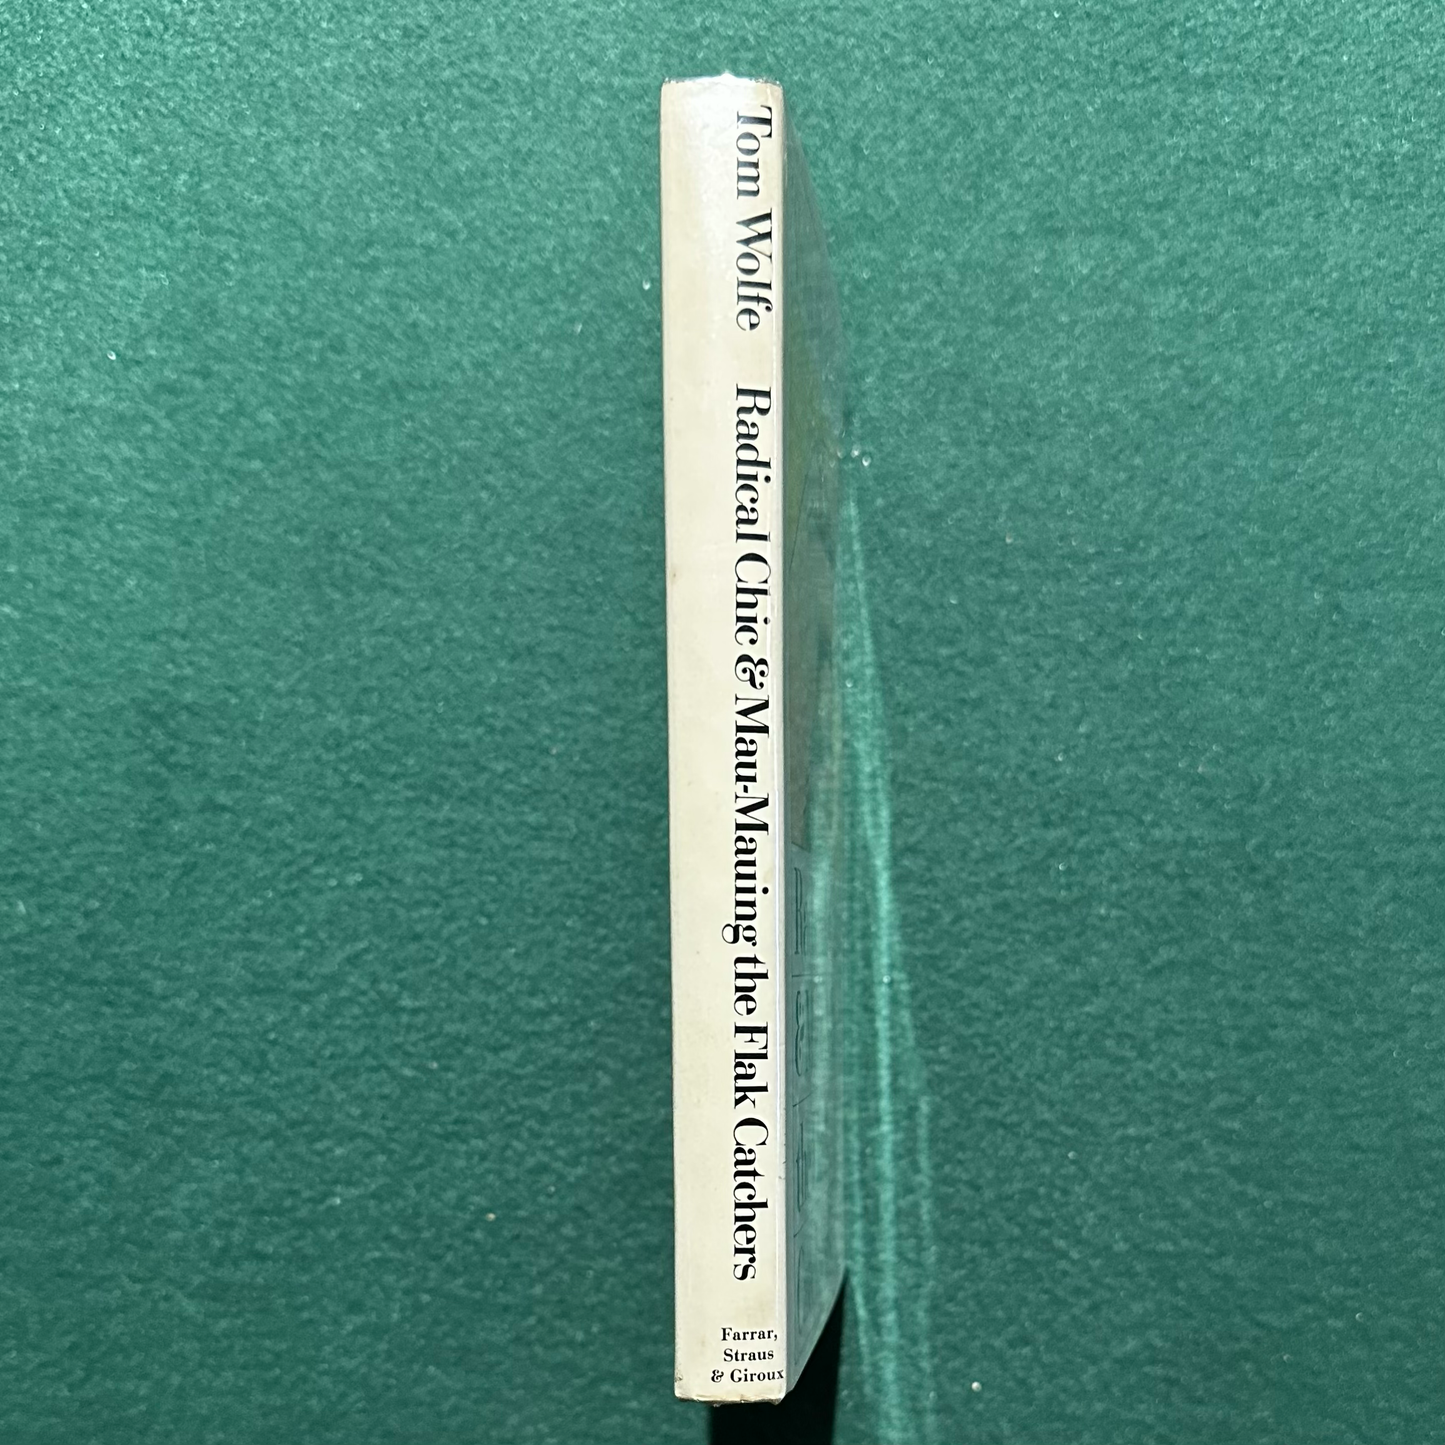 Tom Wolfe Radical Chic & Mau-Mauing the Flak Catchers
Farrar,
Straus
& Giroux